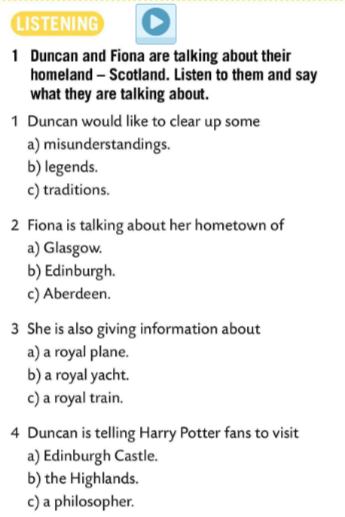 LISTENING
1 Duncan and Fiona are talking about their
homeland – Scotland. Listen to them and say
what they are talking about.
1 Duncan would like to clear up some
a) misunderstandings.
b) legends.
c) traditions.
2 Fiona is talking about her hometown of
a) Glasgow.
b) Edinburgh.
c) Aberdeen.
3 She is also giving information about
a) a royal plane.
b) a royal yacht.
c) a royal train.
4 Duncan is telling Harry Potter fans to visit
a) Edinburgh Castle.
b) the Highlands.
c) a philosopher.